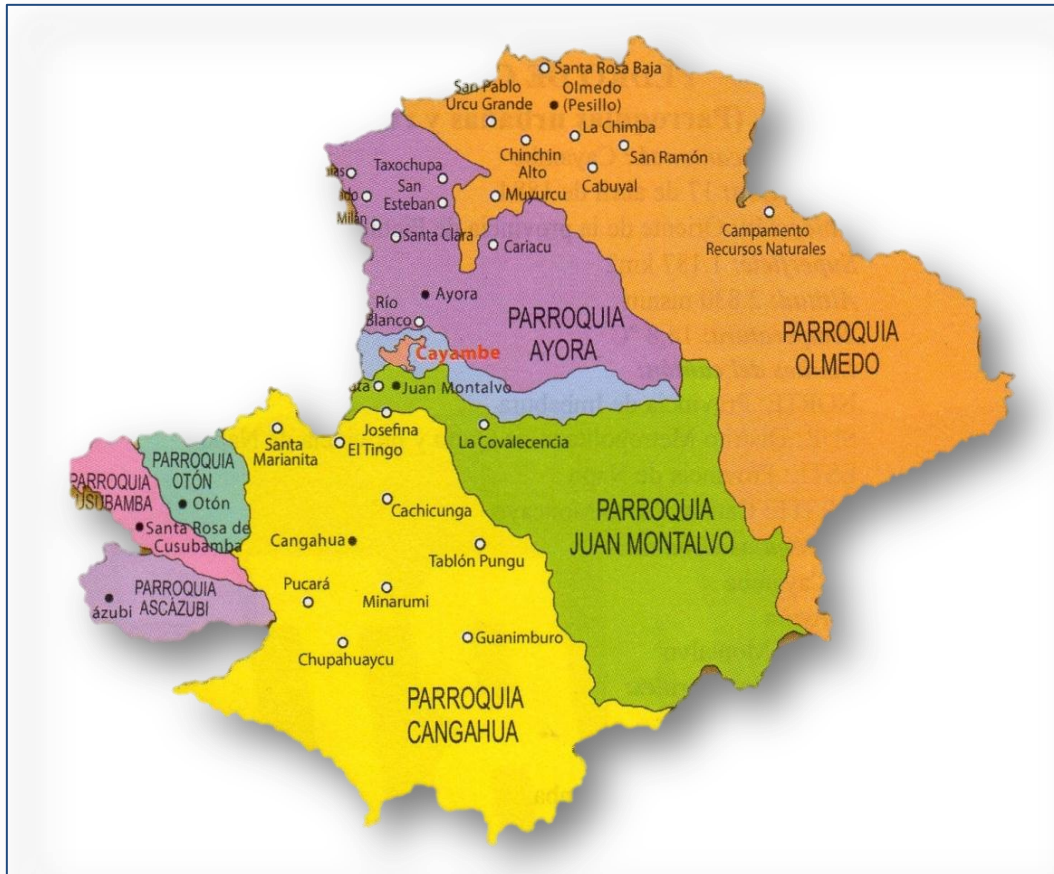 Santa Rosa Baja
San Pablo
Urcu Grande
Olmedo
(Pesillo)
La Chimba
Chinchin
Alto
San Ramón
Cabuyal
Muyurcu
Taxochupa
San
Esteban
Milán
Santa Clara
Cariacu
Campamento
Recursos Naturales
Ayora
Río
Blanco
PARROQUIA
AYORA
PARROQUIA
OLMEDO
Cayambe
Juan Montalvo
Josefina
La Covalecencia
Santa
Marianita
El Tingo
PARROQUIA
OTÓN
Otón
PARROQUIA
USUBAMBA
Santa Rosa de
Cusubamba
Cachicunga
PARROQUIA
JUAN MONTALVO
Cangahua
Tablón Pungu
PARROQUIA
ASCÁZUBI
ázubi
Pucará
Minarumi
Guanimburo
Chupahuaycu
PARROQUIA
CANGAHUA